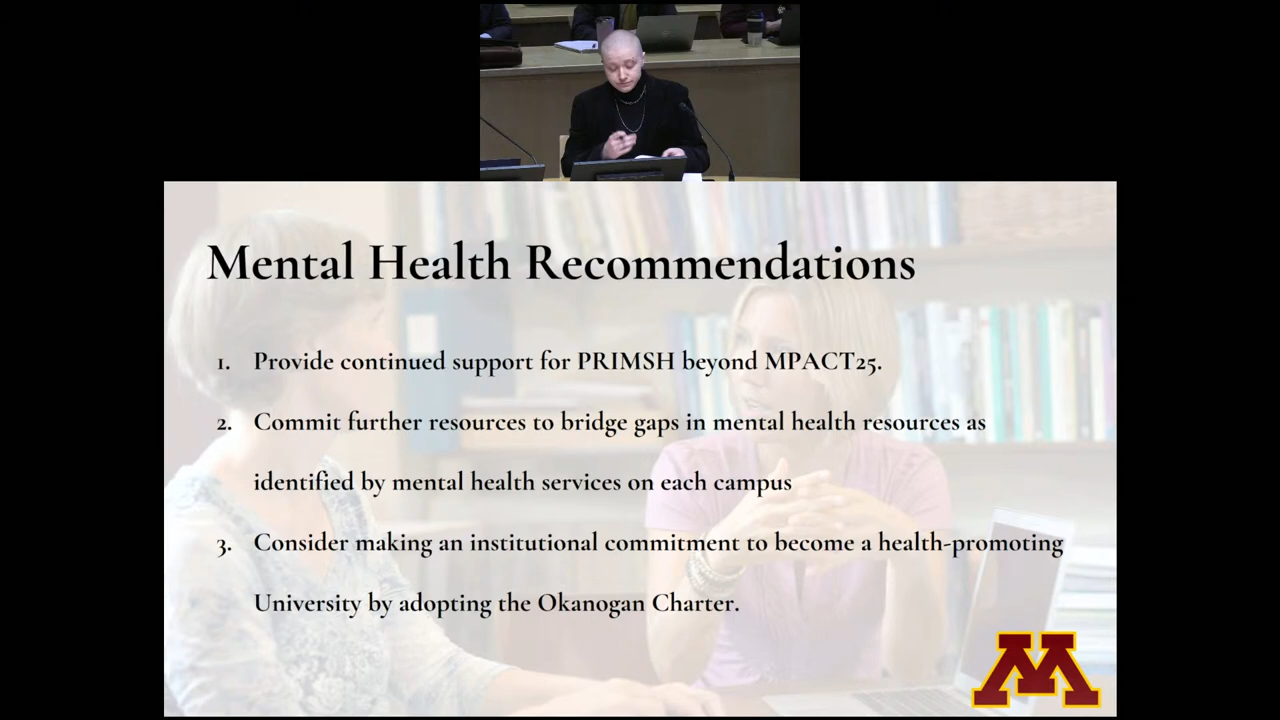 Mental Health Recommendations
1. Provide continued support for PRIMSH beyond MPACT25.
2. Commit further resources to bridge gaps in mental health resources as
identified by mental health services on each campus
3. Consider making an institutional commitment to become a health-promoting
University by adopting the Okanogan Charter.
M